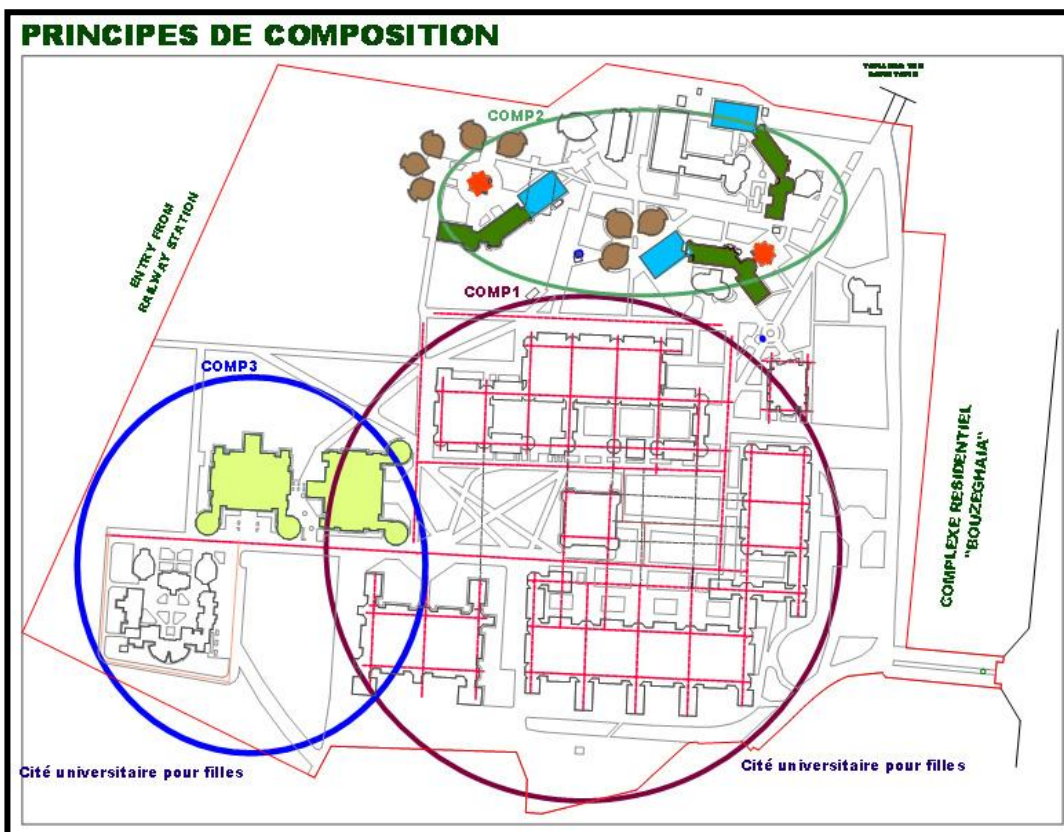 PRINCIPES DE COMPOSITION
COMP2
ENTRY FROM
RAILWAY STATION
COMP1
COMP3
COMPLEXE RESIDENTIEL
"BOUZEGHAIA"
Cité universitaire pour filles
Cité universitaire pour filles